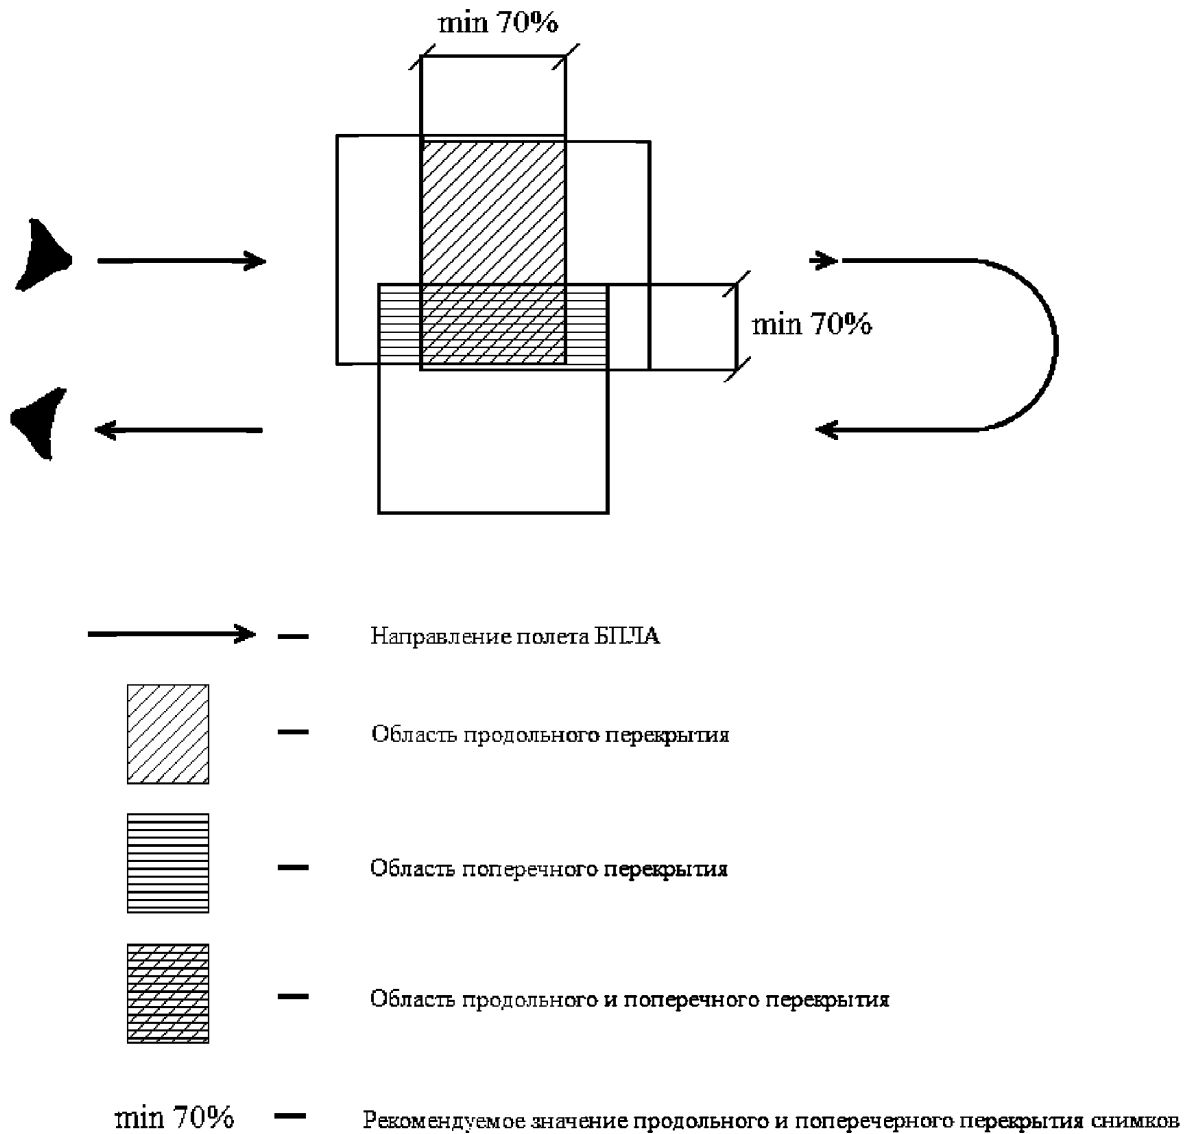 min 70%
min 70%
Направление полета БПЛА
Область продольного перекрытия
Область поперечного перекрытия
Область продольного и поперечного перекрытия
min 70%
Рекомендуемое значение продольного и поперечерного перекрытия снимков